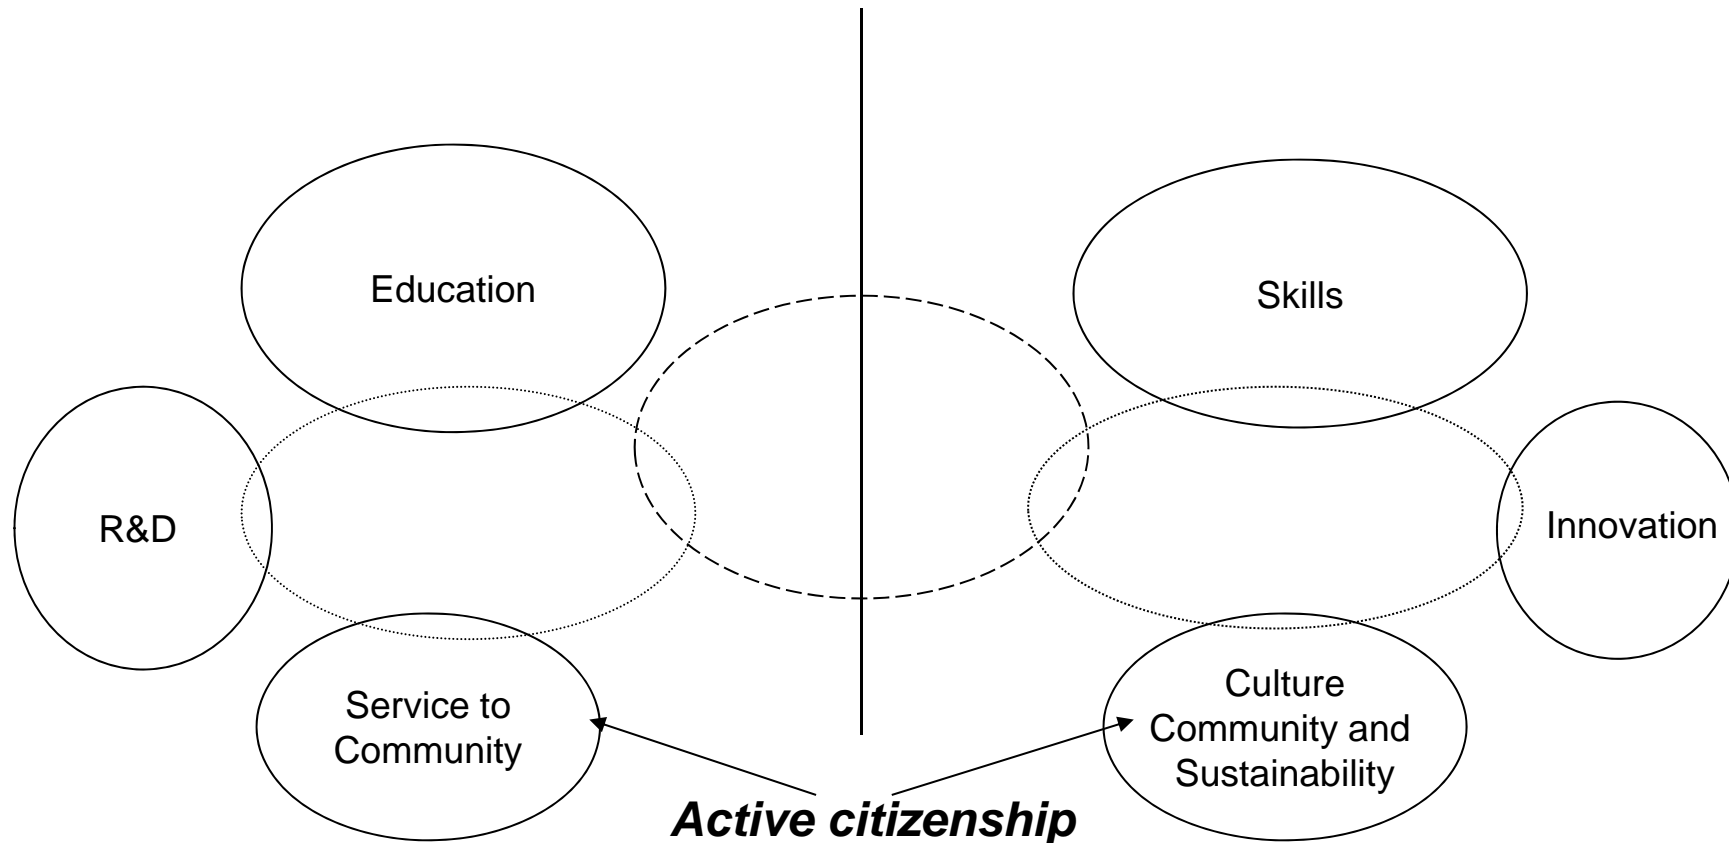 Education
Skills
R&D
Innovation
Service to
Community
Culture
Community and
Sustainability
Active citizenship